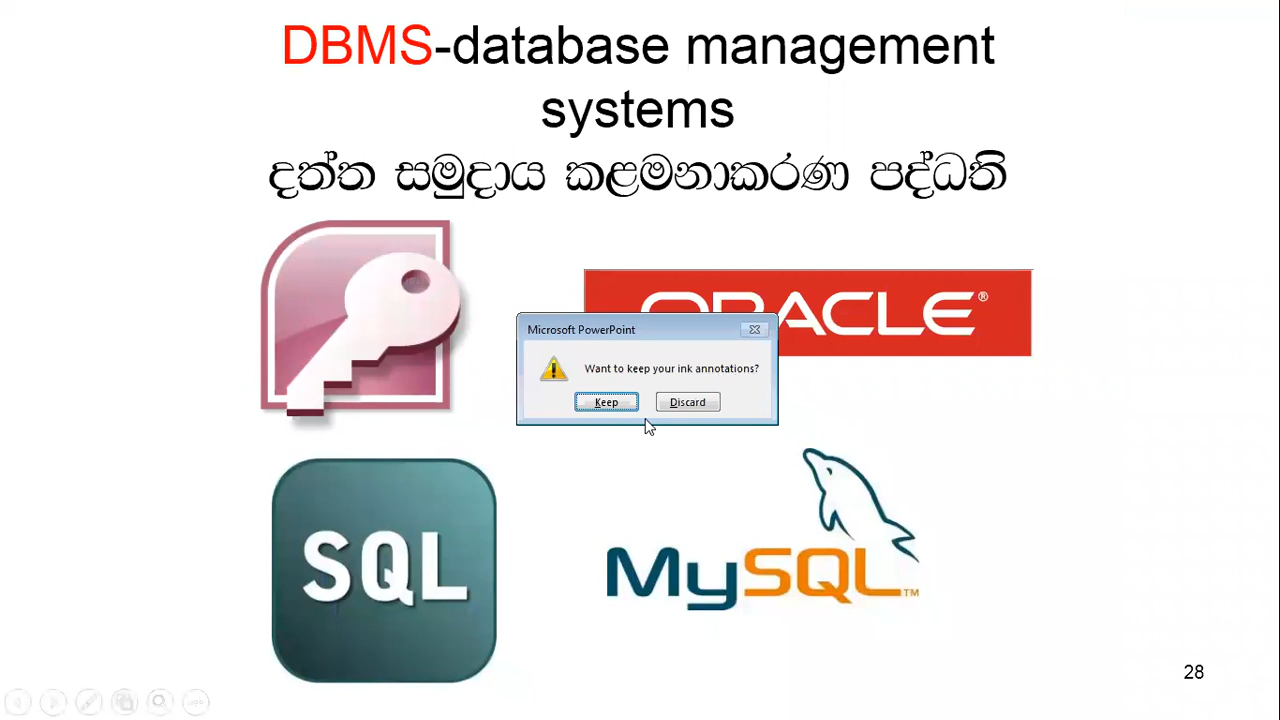 DBMS-database management
systems
දත්ත සමුදාය කළමනාකරණ පද්ධති
ORACLE®
Microsoft PowerPoint
Want to keep your ink annotations?
Keep Discard
SQL
MySQL™
28